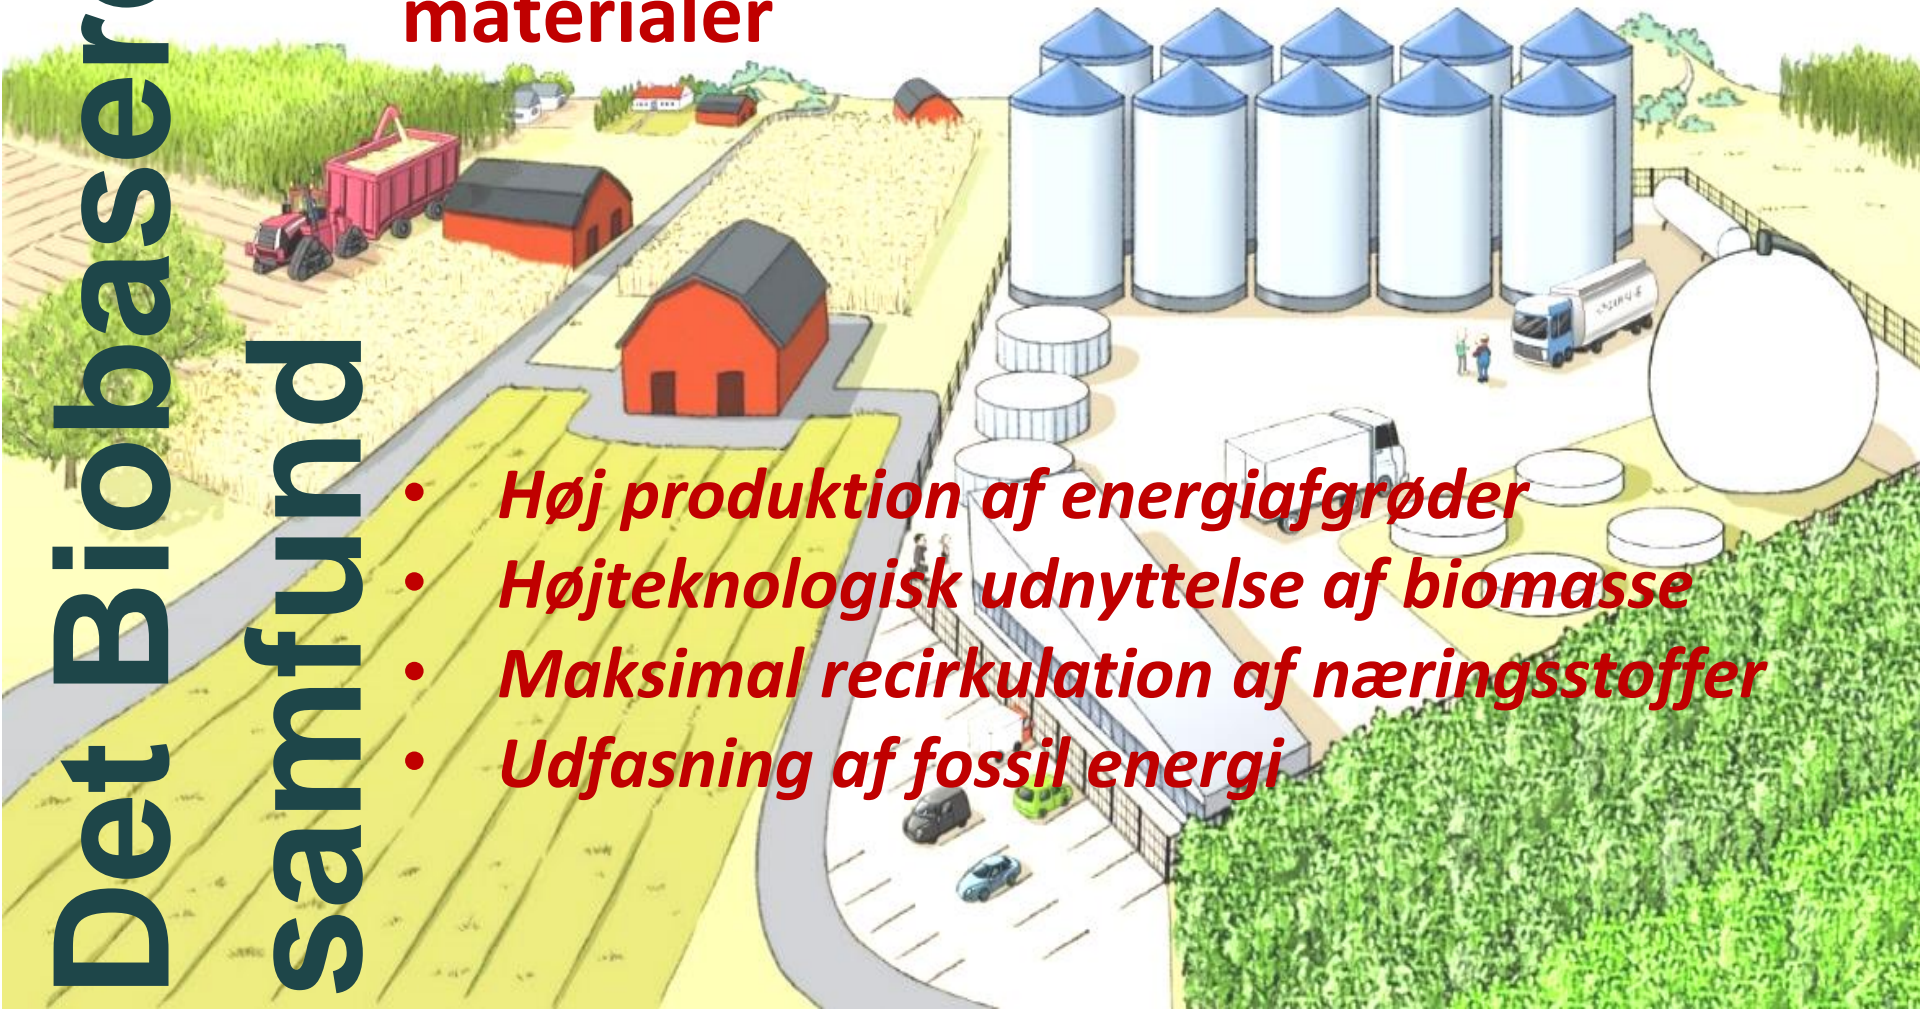 materialer
Det Biobaser
samfund
• Høj produktion af energiafgrøder
• Højteknologisk udnyttelse af biomasse
• Maksimal recirkulation af næringsstoffer
• Udfasning af fossil energi